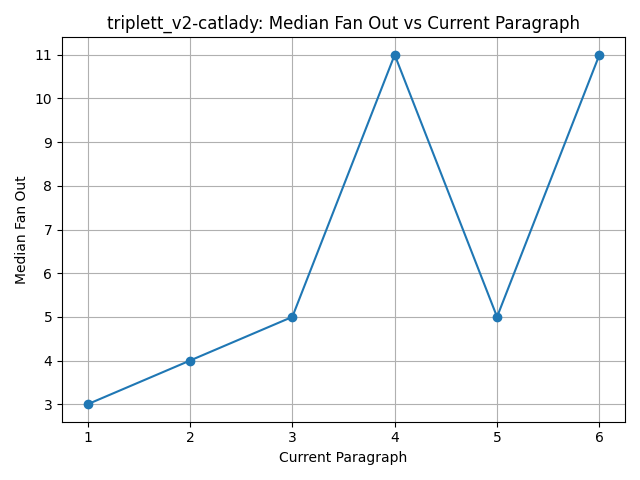 triplett_v2-catlady: Median Fan Out vs Current Paragraph
11
10
9
8
7
6
5
4
3
Median Fan Out
1 2 3 4 5 6
Current Paragraph